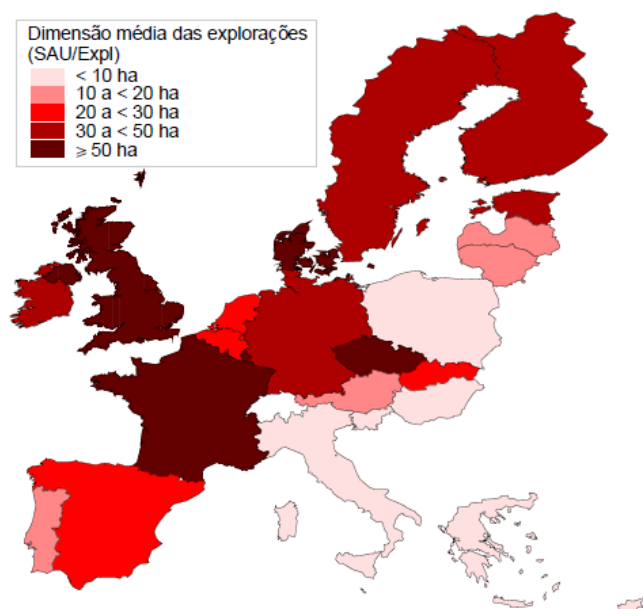 Dimensão média das explorações
(SAU/Expl)
< 10 ha
10 a < 20 ha
20 a < 30 ha
30 a < 50 ha
⩾ 50 ha